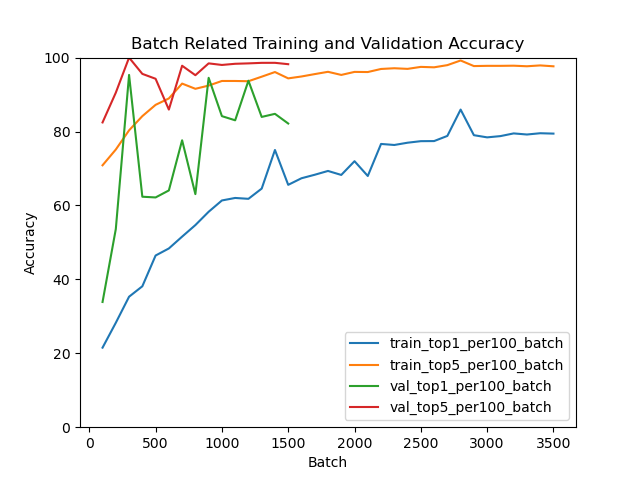 Batch Related Training and Validation Accuracy
100
80
60
40
20
0
Accuracy
train_top1_per100_batch
train_top5_per100_batch
val_top1_per100_batch
val_top5_per100_batch
0 500 1000 1500 2000 2500 3000 3500
Batch